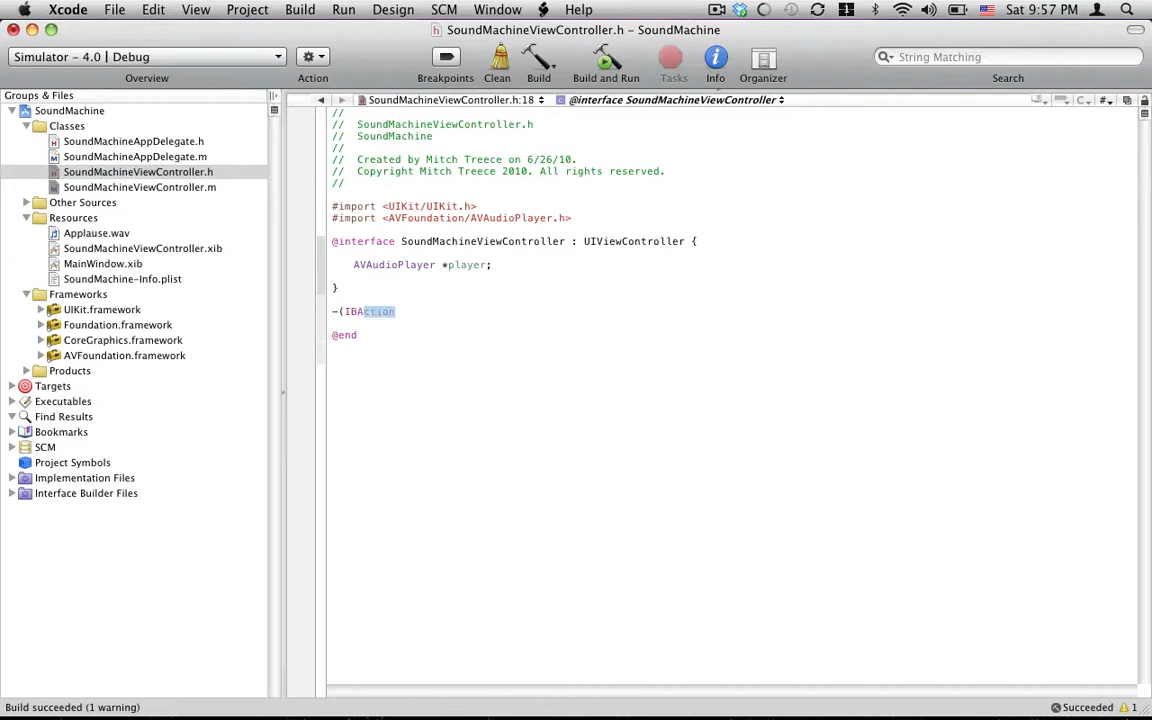 Xcode File Edit View Project Build Run Design SCM Window Help Sat 9:57 PM
SoundMachineViewController.h – SoundMachine
Simulator – 4.0 | Debug
String Matching
Overview Action Breakpoints Clean Build Build and Run Tasks Info Organizer Search
Groups & Files
SoundMachineViewController.h:18 @interface SoundMachineViewController
SoundMachine
Classes
SoundMachineAppDelegate.h
SoundMachineAppDelegate.m
SoundMachineViewController.h
SoundMachineViewController.m
Other Sources
Resources
Applause.wav
SoundMachineViewController.xib
MainWindow.xib
SoundMachine-Info.plist
Frameworks
UIKit.framework
Foundation.framework
CoreGraphics.framework
AVFoundation.framework
Products
Targets
Executables
Find Results
Bookmarks
SCM
Project Symbols
Implementation Files
Interface Builder Files
//
// SoundMachineViewController.h
// SoundMachine
//
// Created by Mitch Treece on 6/26/10.
// Copyright Mitch Treece 2010. All rights reserved.
//
#import <UIKit/UIKit.h>
#import <AVFoundation/AVAudioPlayer.h>
@interface SoundMachineViewController : UIViewController {
AVAudioPlayer *player;
}
-(IBAction
@end
Build succeeded (1 warning)
Succeeded 1